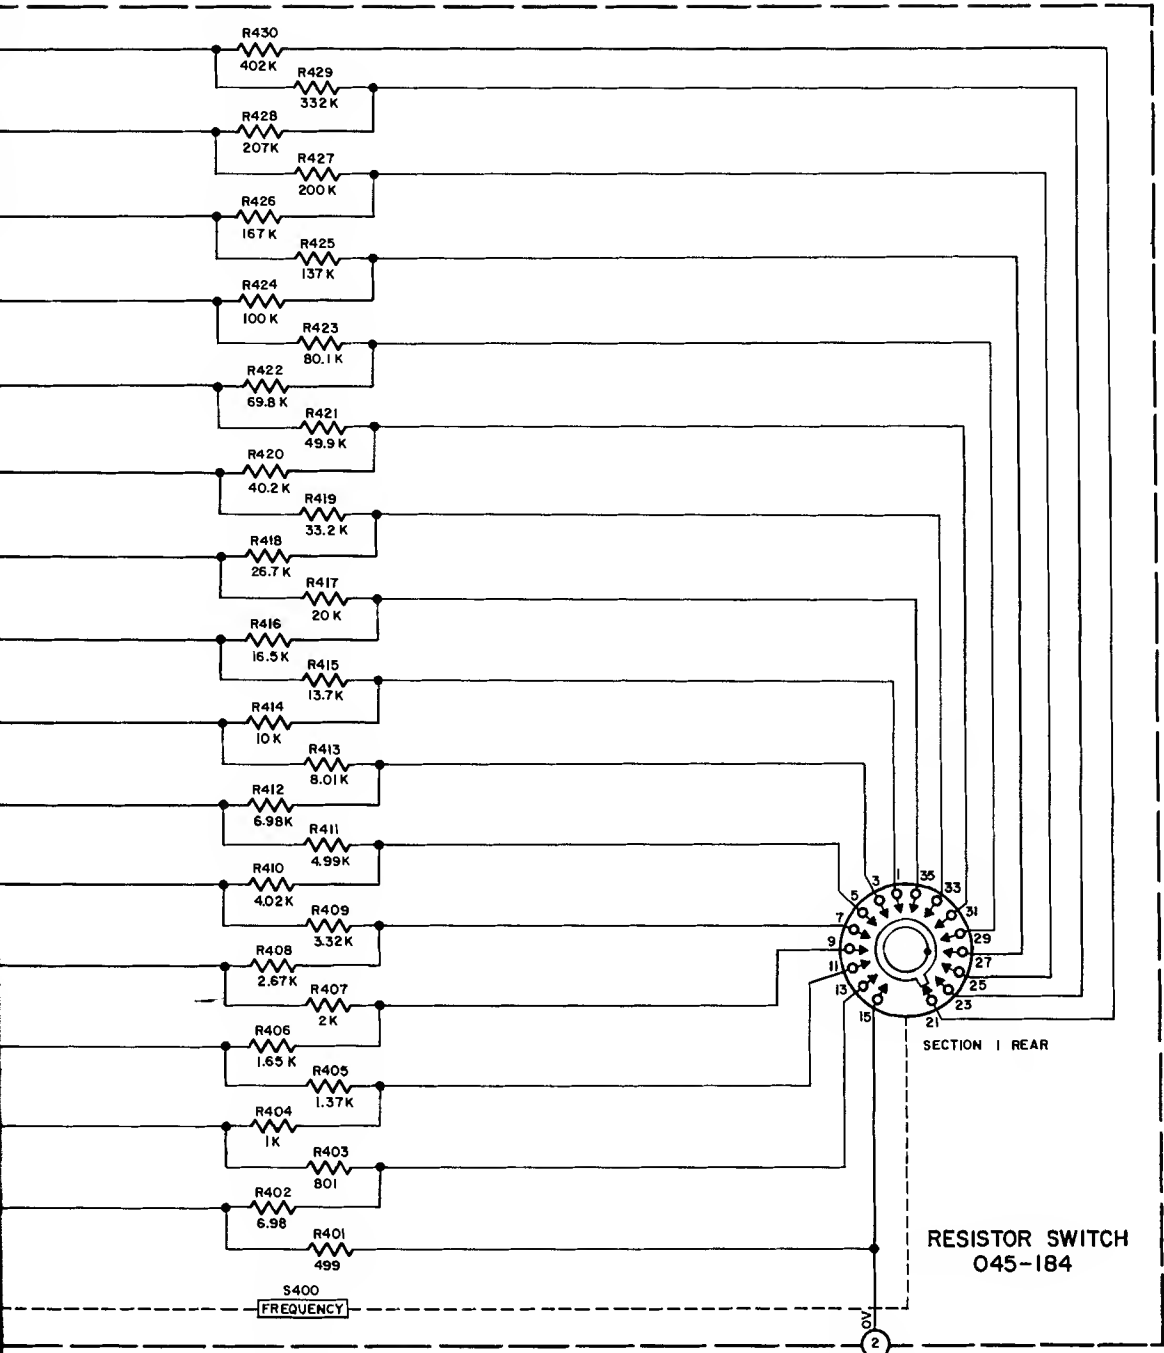 R430
402K
R429
332K
R428
207K
R427
200K
R426
167K
R425
137K
R424
100K
R423
80.1K
R422
69.8K
R421
49.9K
R420
40.2K
R419
33.2K
R418
26.7K
R417
20K
R416
16.5K
R415
13.7K
R414
10K
R413
8.01K
R412
6.98K
R411
4.99K
R410
4.02K
R409
3.32K
R408
2.67K
R407
2K
R406
1.65K
R405
1.37K
R404
1K
R403
801
R402
6.98
R401
499
1
3
5
7
9
11
13
15
35
33
31
29
27
25
23
21
SECTION 1 REAR
RESISTOR SWITCH
045-184
S400
FREQUENCY
0V
2